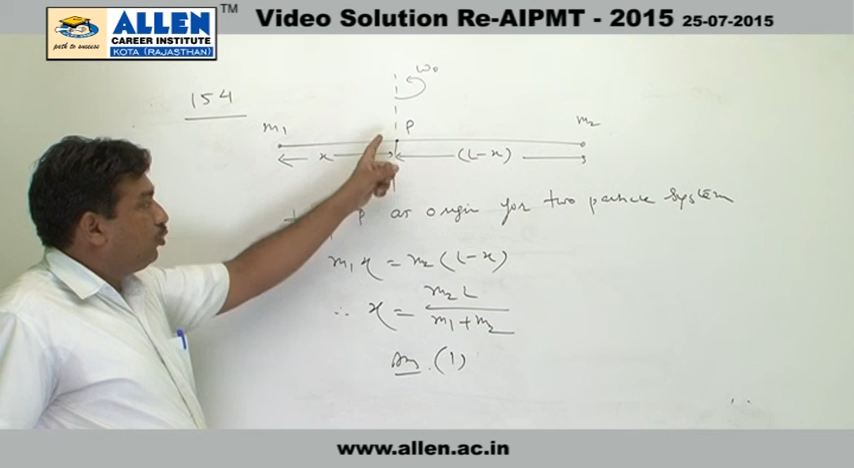 path to success
ALLEN
CAREER INSTITUTE
KOTA (RAJASTHAN)
TM
Video Solution Re-AIPMT - 2015 25-07-2015
154
ω₀
m₁ P m₂
x (L-x)
P as origin for two particle system
m₁x = m₂(L-x)
∴ x = m₂L / m₁+m₂
Ans. (1)
www.allen.ac.in